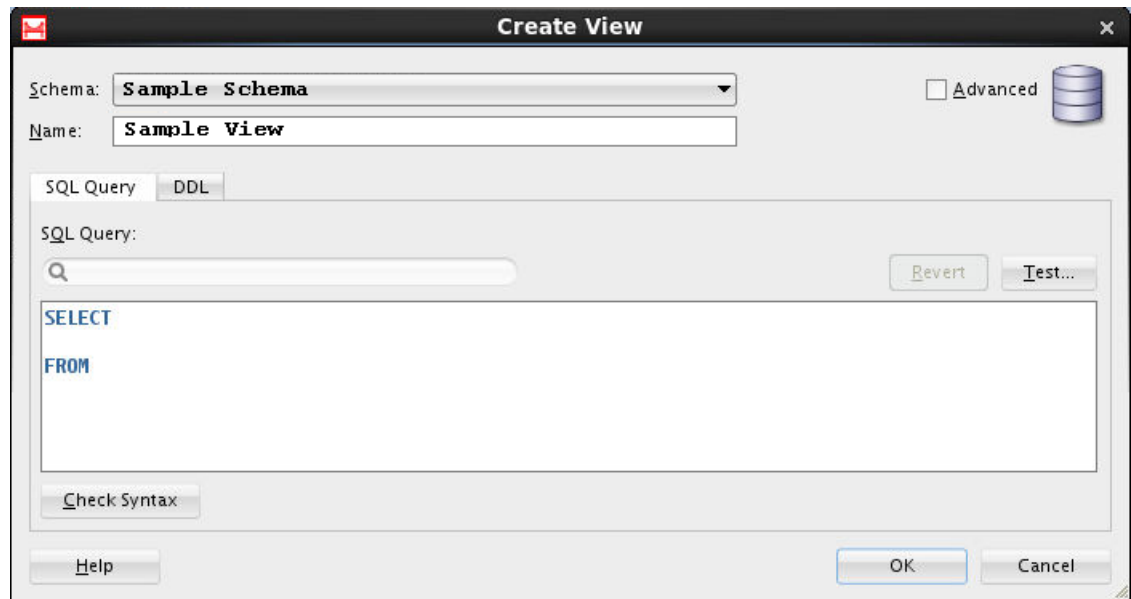 Create View
Schema: Sample Schema
Advanced
Name: Sample View
SQL Query DDL
SQL Query:
Revert Test...
SELECT
FROM
Check Syntax
Help OK Cancel